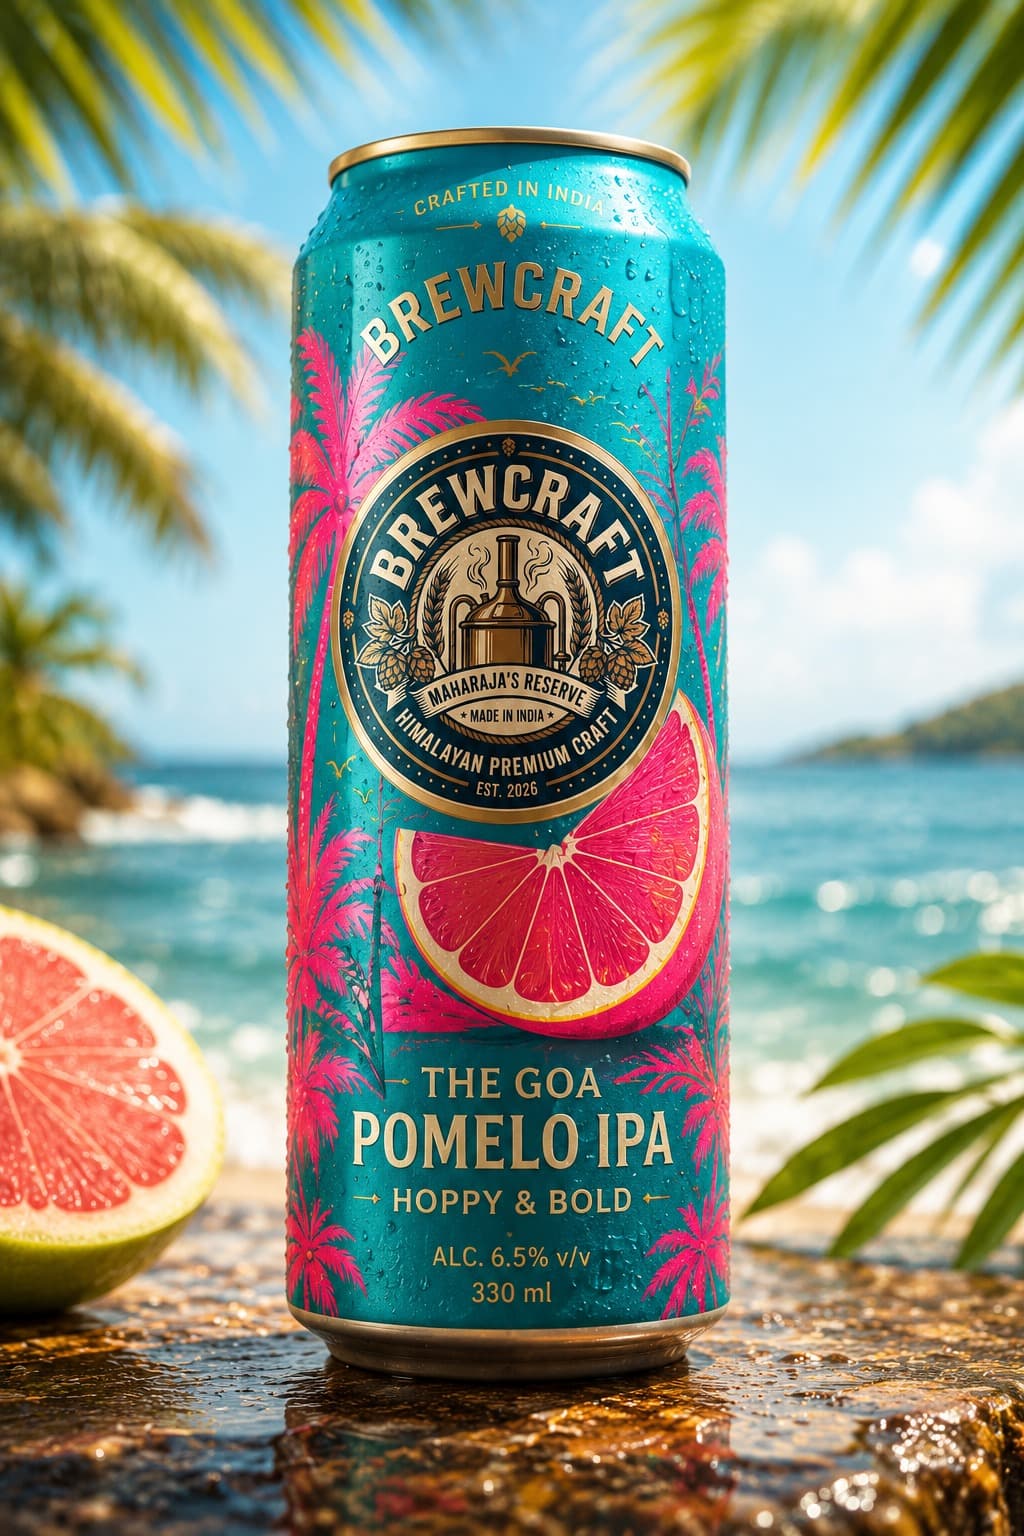 CRAFTED IN INDIA
BREWCRAFT
BREWCRAFT
MAHARAJA'S RESERVE
★ MADE IN INDIA ★
HIMALAYAN PREMIUM CRAFT
EST. 2026
THE GOA
POMELO IPA
HOPPY & BOLD
ALC. 6.5% v/v
330 ml